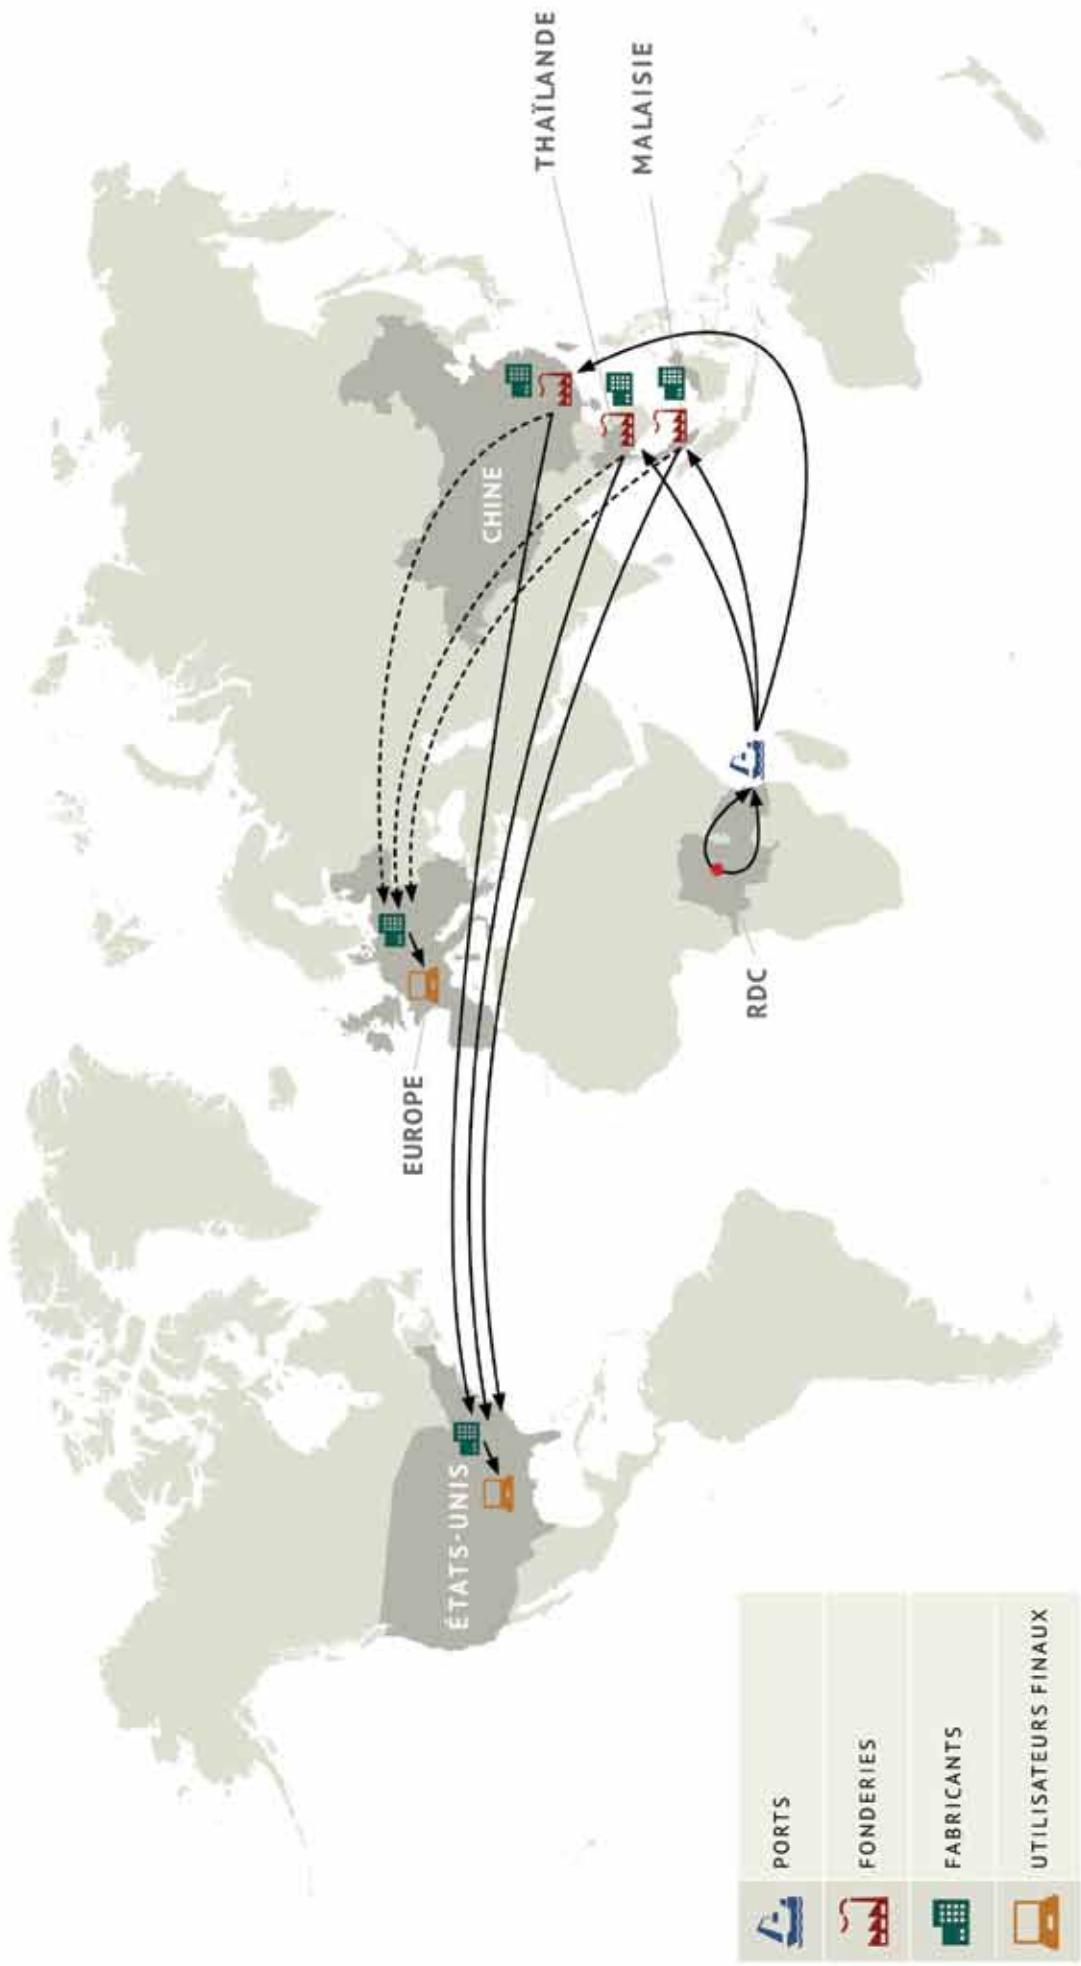 THAÏLANDE
MALAISIE
CHINE
EUROPE
RDC
ÉTATS-UNIS
PORTS
FONDERIES
FABRICANTS
UTILISATEURS FINAUX